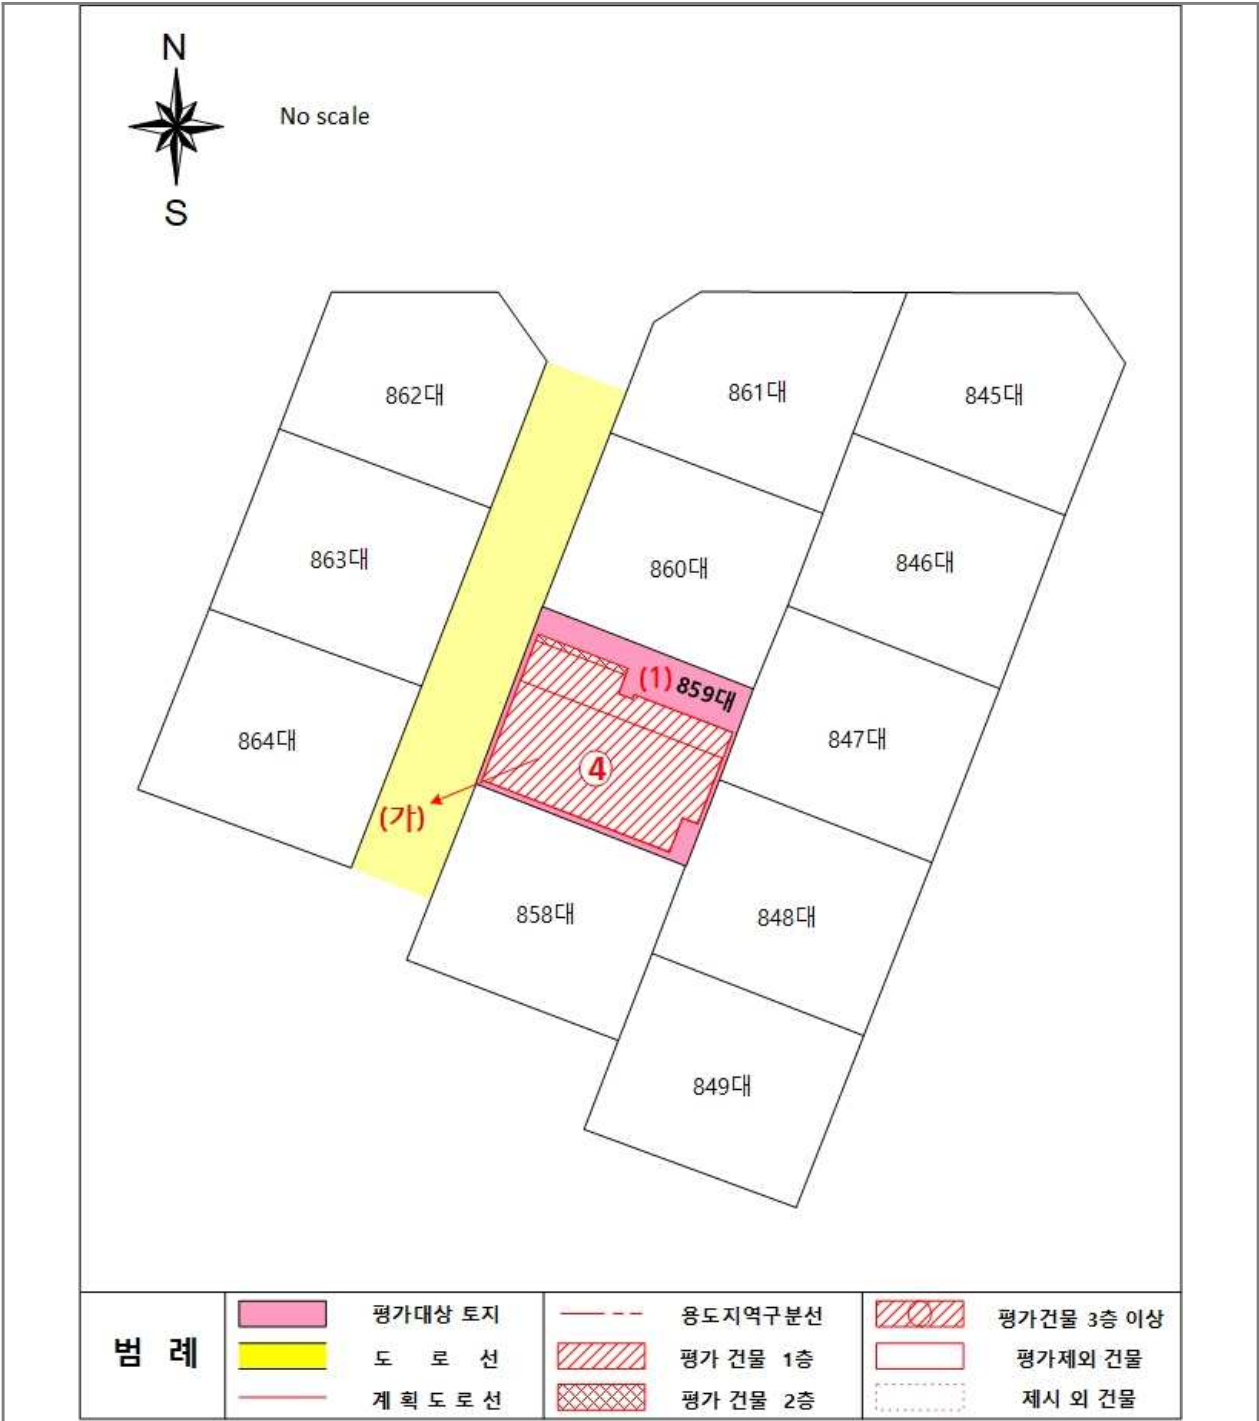 N
No scale
S
862대
861대
845대
863대
860대
846대
(1) 859대
864대
847대
4
(가)
858대
848대
849대
범 례
평가대상 토지
용도지역구분선
평가건물 3층 이상
도 로 선
평가 건물 1층
평가제외 건물
계 획 도 로 선
평가 건물 2층
제시 외 건물